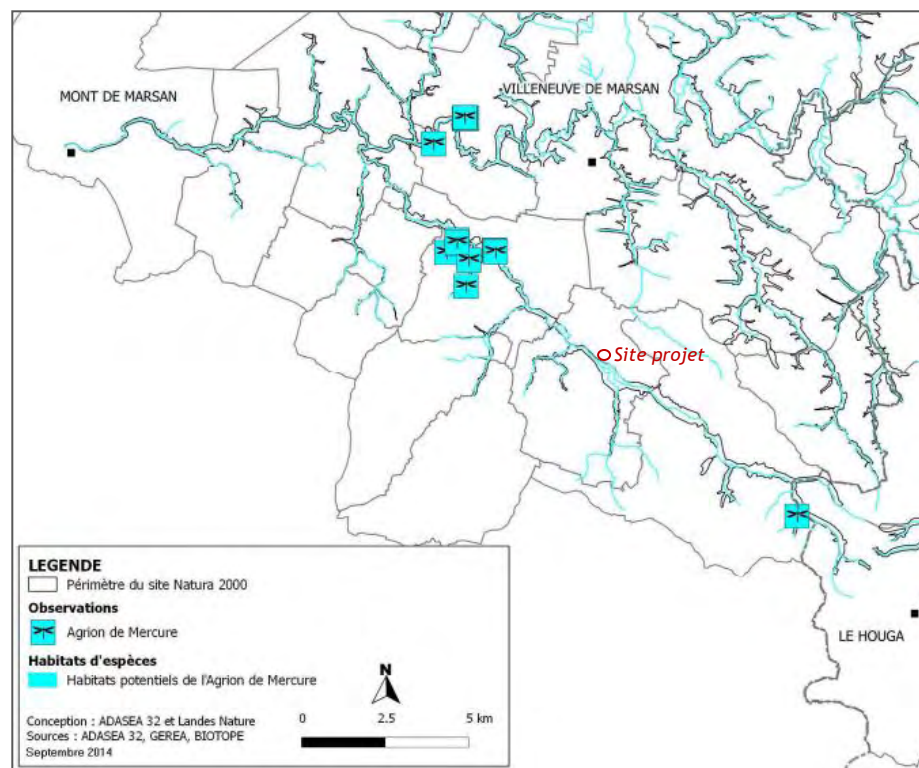 MONT DE MARSAN
VILLENEUVE DE MARSAN
Site projet
LE HOUGA
LEGENDE
Périmètre du site Natura 2000
Observations
Agrion de Mercure
Habitats d'espèces
Habitats potentiels de l'Agrion de Mercure
N
Conception : ADASEA 32 et Landes Nature
Sources : ADASEA 32, GEREA, BIOTOPE
Septembre 2014
0 2.5 5 km